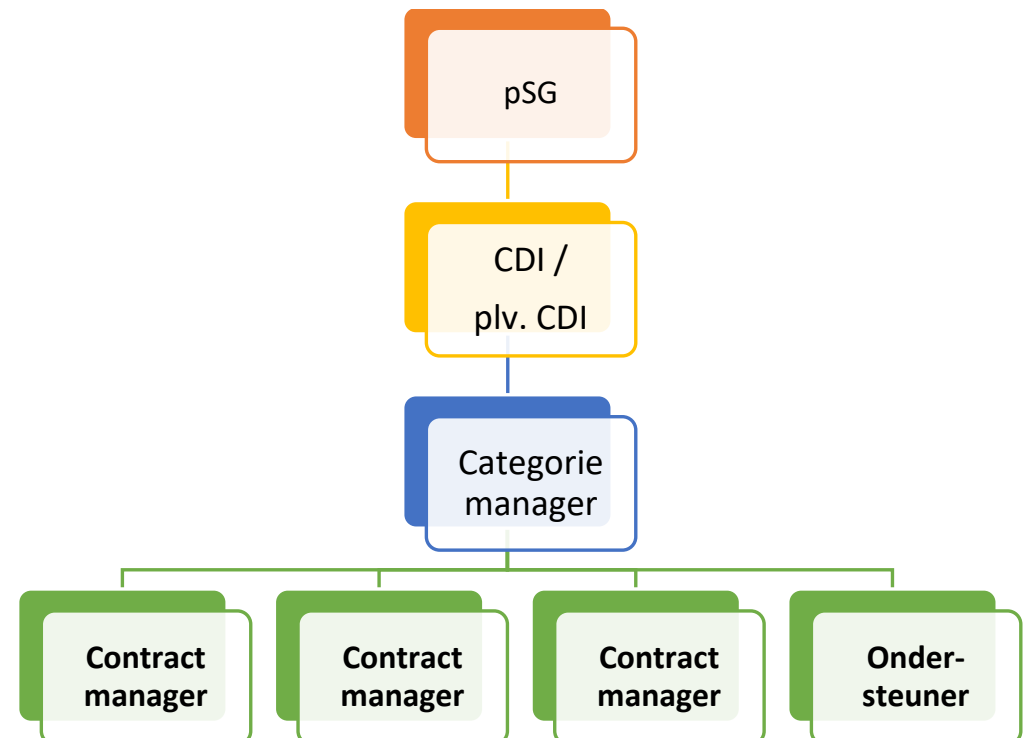 pSG
CDI /
plv. CDI
Categorie
manager
Contract
manager
Contract
manager
Contract
manager
Onder-
steuner